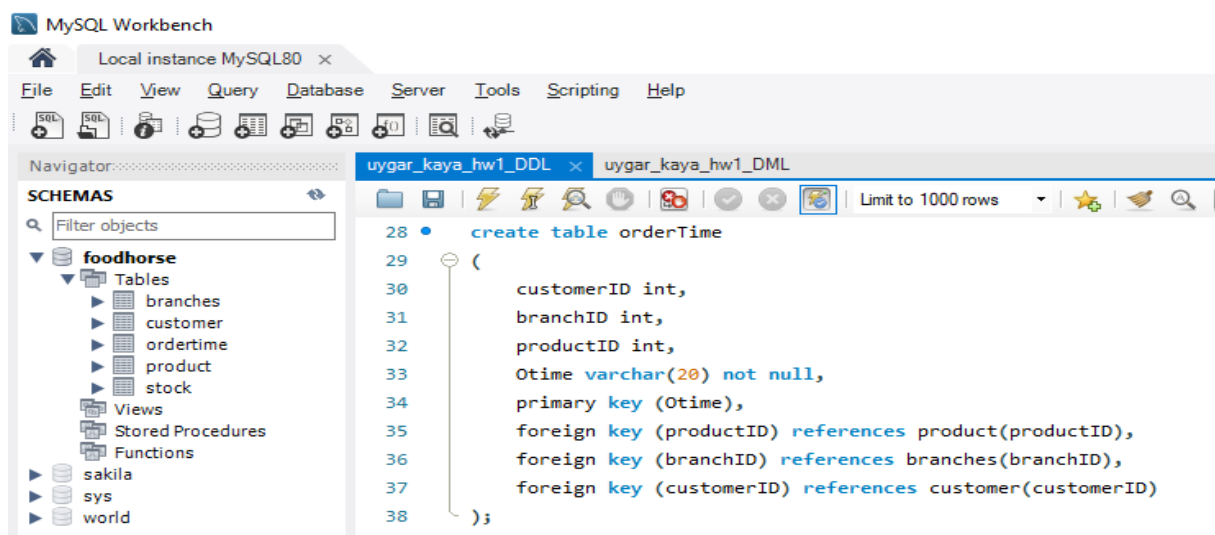 MySQL Workbench
Local instance MySQL80 ×
File Edit View Query Database Server Tools Scripting Help
Navigator
SCHEMAS
Filter objects
foodhorse
Tables
branches
customer
ordertime
product
stock
Views
Stored Procedures
Functions
sakila
sys
world
uygar_kaya_hw1_DDL × uygar_kaya_hw1_DML
Limit to 1000 rows
28 create table orderTime
29 (
30 customerID int,
31 branchID int,
32 productID int,
33 Otime varchar(20) not null,
34 primary key (Otime),
35 foreign key (productID) references product(productID),
36 foreign key (branchID) references branches(branchID),
37 foreign key (customerID) references customer(customerID)
38 );